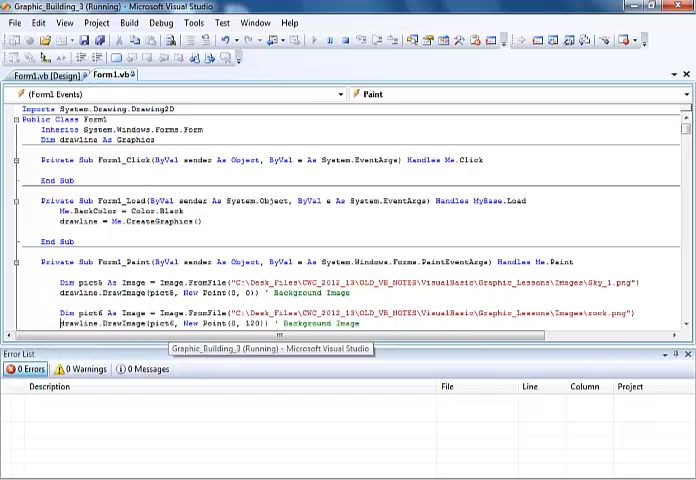 Graphic_Building_3 (Running) - Microsoft Visual Studio
File Edit View Project Build Debug Tools Test Window Help
Form1.vb [Design] Form1.vb
(Form1 Events) Paint
Imports System.Drawing.Drawing2D
Public Class Form1
Inherits System.Windows.Forms.Form
Dim drawline As Graphics
Private Sub Form1_Click(ByVal sender As Object, ByVal e As System.EventArgs) Handles Me.Click
End Sub
Private Sub Form1_Load(ByVal sender As System.Object, ByVal e As System.EventArgs) Handles MyBase.Load
Me.BackColor = Color.Black
drawline = Me.CreateGraphics()
End Sub
Private Sub Form1_Paint(ByVal sender As Object, ByVal e As System.Windows.Forms.PaintEventArgs) Handles Me.Paint
Dim pict5 As Image = Image.FromFile("C:\Desk_Files\CWC_2012_13\OLD_VB_NOTES\VisualBasic\Graphic_Lessons\Images\Sky_1.png")
drawline.DrawImage(pict5, New Point(0, 0)) ' Background Image
Dim pict6 As Image = Image.FromFile("C:\Desk_Files\CWC_2012_13\OLD_VB_NOTES\VisualBasic\Graphic_Lessons\Images\rock.png")
drawline.DrawImage(pict6, New Point(0, 120)) ' Background Image
Graphic_Building_3 (Running) - Microsoft Visual Studio
Error List
0 Errors 0 Warnings 0 Messages
Description File Line Column Project